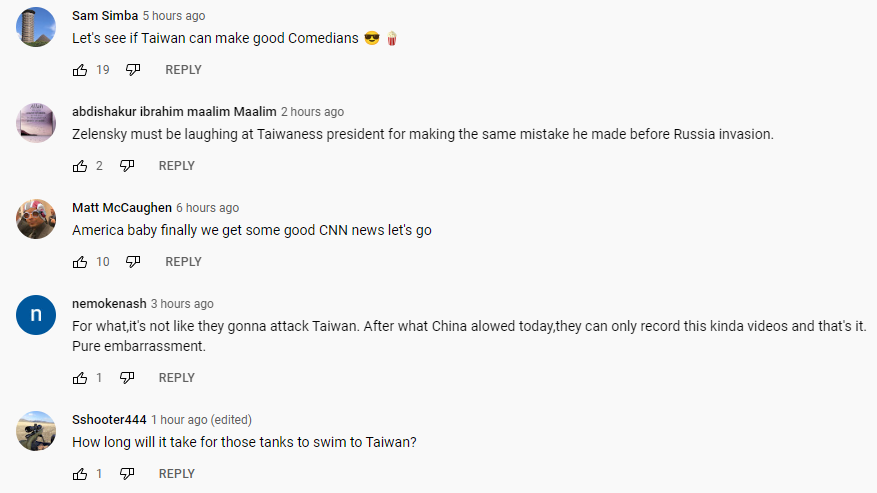 Sam Simba 5 hours ago
Let's see if Taiwan can make good Comedians 😎 🍿
19 REPLY
abdishakur ibrahim maalim Maalim 2 hours ago
Zelensky must be laughing at Taiwaness president for making the same mistake he made before Russia invasion.
2 REPLY
Matt McCaughen 6 hours ago
America baby finally we get some good CNN news let's go
10 REPLY
n
nemokenash 3 hours ago
For what,it's not like they gonna attack Taiwan. After what China alowed today,they can only record this kinda videos and that's it.
Pure embarrassment.
1 REPLY
Sshooter444 1 hour ago (edited)
How long will it take for those tanks to swim to Taiwan?
1 REPLY